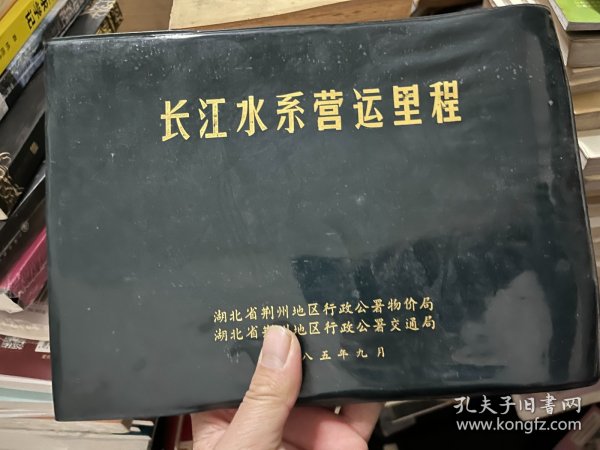 长江水系营运里程
湖北省荆州地区行政公署物价局
湖北省荆州地区行政公署交通局
八五年九月
孔夫子旧书网
www.kongfz.com